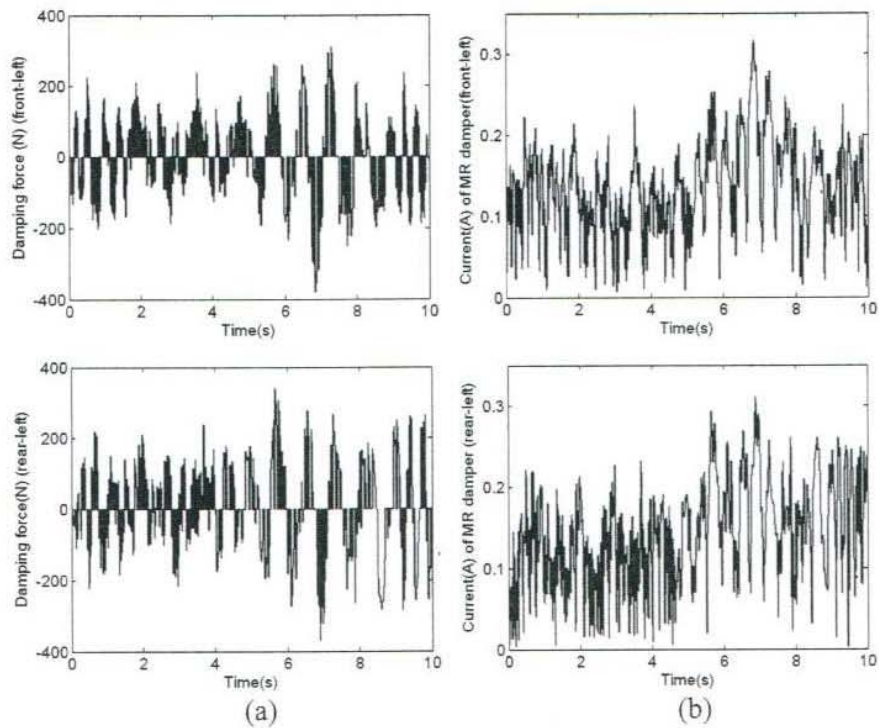 400
200
0
-200
-400
0 2 4 6 8 10
Time(s)
Damping force (N) (front-left)
0.3
0.2
0.1
0
0 2 4 6 8 10
Time(s)
Current(A) of MR damper(front-left)
400
200
0
-200
-400
0 2 4 6 8 10
Time(s)
Damping force(N) (rear-left)
0.3
0.2
0.1
0
0 2 4 6 8 10
Time(s)
Current(A) of MR damper (rear-left)
(a)
(b)